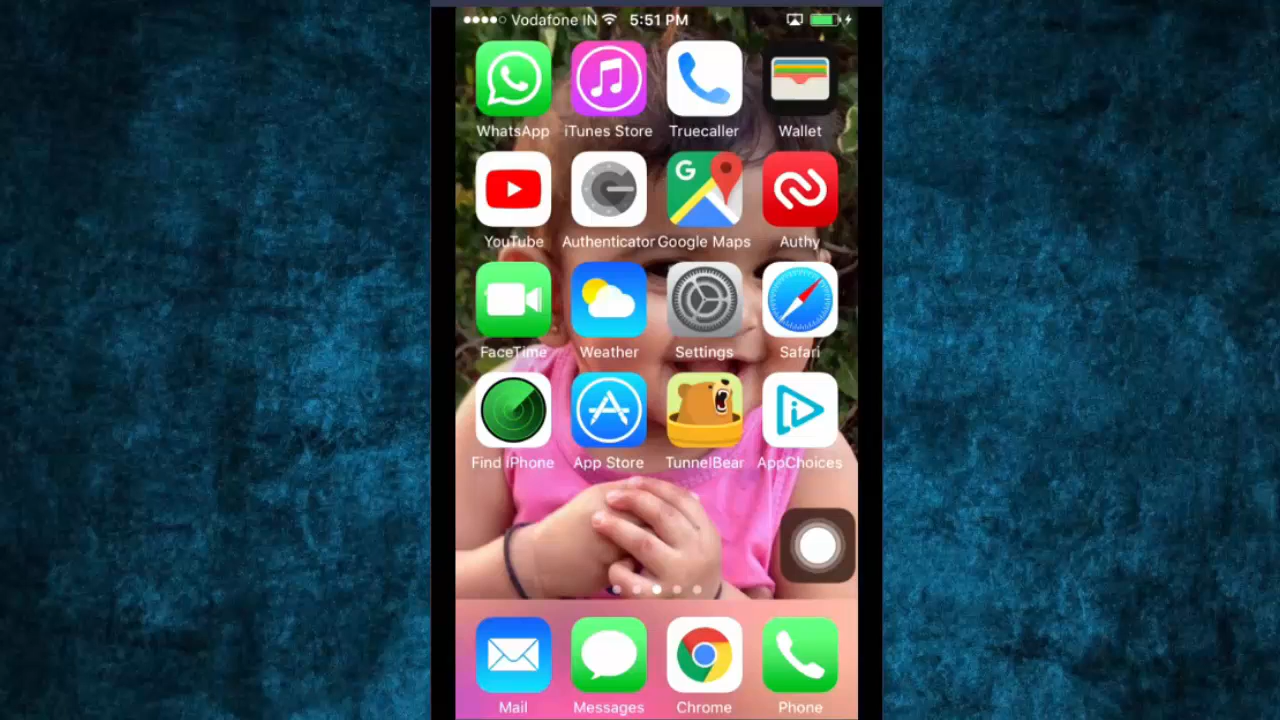 Vodafone IN 5:51 PM
WhatsApp iTunes Store Truecaller Wallet
G
YouTube Authenticator Google Maps Authy
FaceTime Weather Settings Safari
Find iPhone App Store TunnelBear AppChoices
Mail Messages Chrome Phone